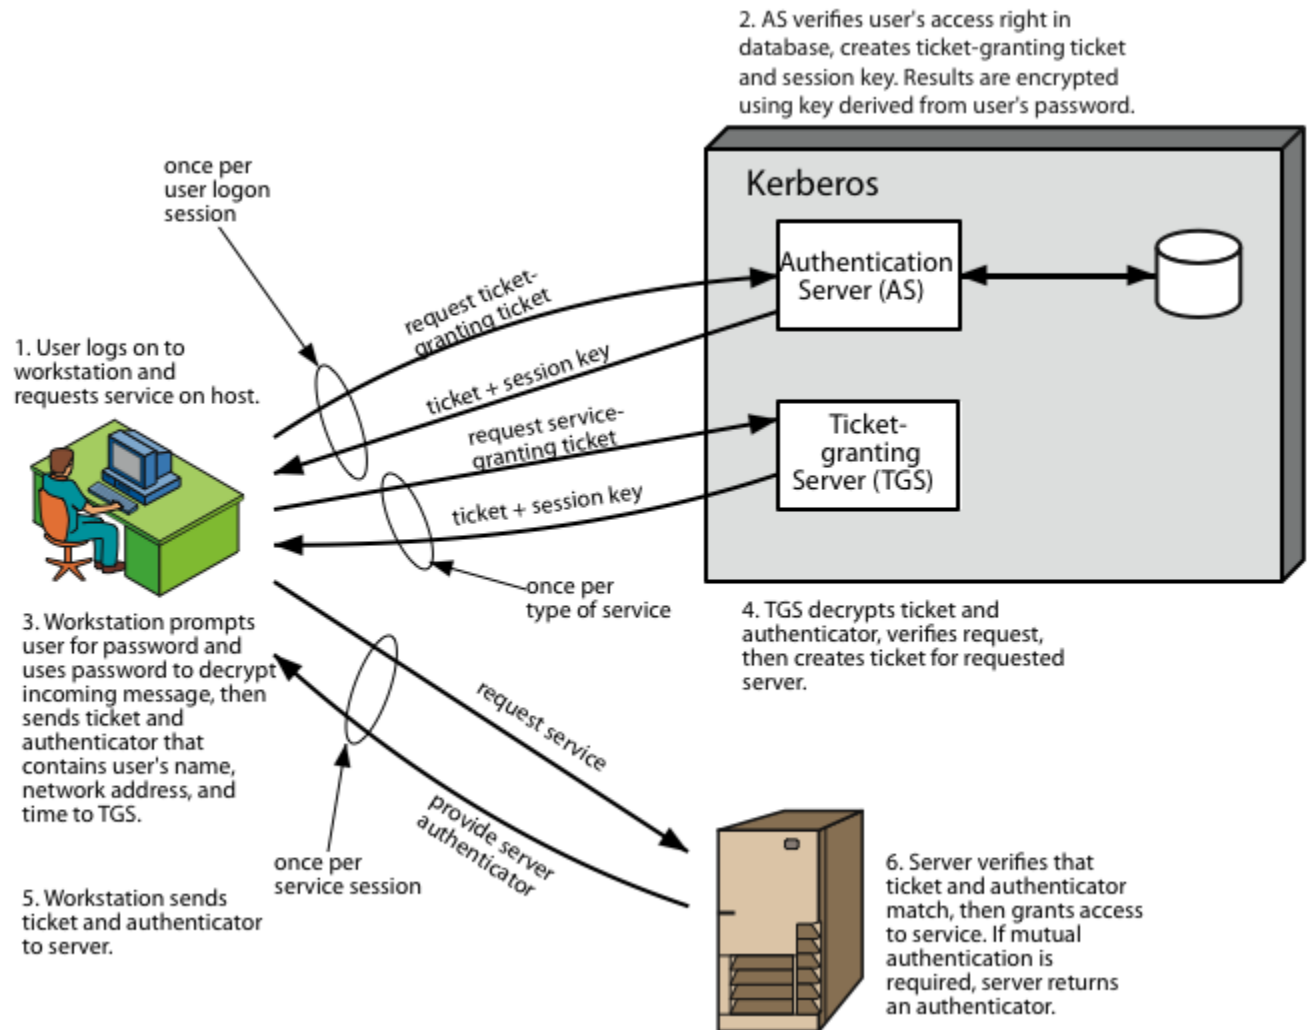 2. AS verifies user's access right in
database, creates ticket-granting ticket
and session key. Results are encrypted
using key derived from user's password.
once per
user logon
session
Kerberos
Authentication
Server (AS)
request ticket-
granting ticket
1. User logs on to
workstation and
requests service on host.
ticket + session key
request service-
granting ticket
Ticket-
granting
Server (TGS)
ticket + session key
once per
type of service
3. Workstation prompts
user for password and
uses password to decrypt
incoming message, then
sends ticket and
authenticator that
contains user's name,
network address, and
time to TGS.
4. TGS decrypts ticket and
authenticator, verifies request,
then creates ticket for requested
server.
request service
provide server
authenticator
once per
service session
5. Workstation sends
ticket and authenticator
to server.
6. Server verifies that
ticket and authenticator
match, then grants access
to service. If mutual
authentication is
required, server returns
an authenticator.